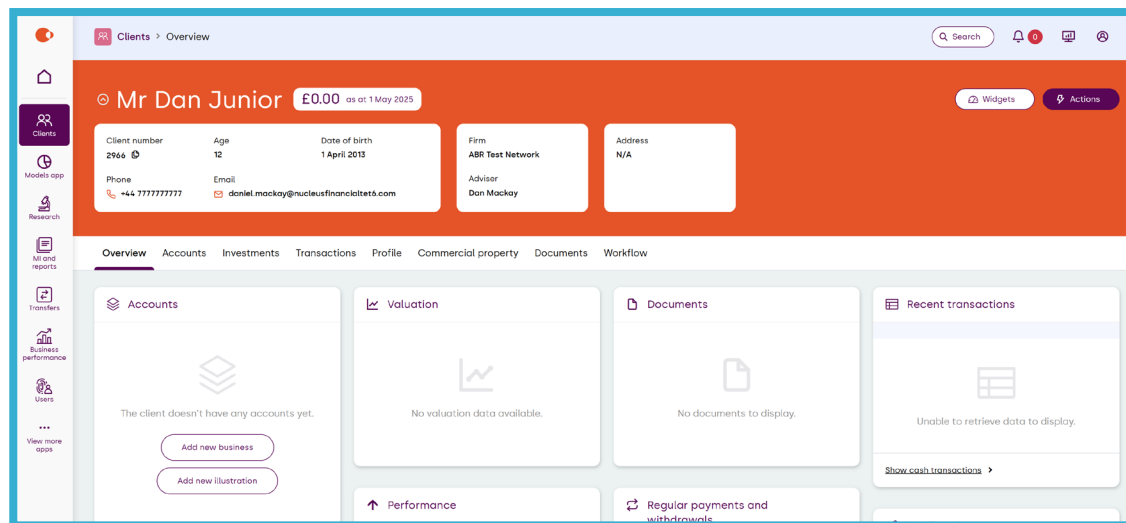 Clients > Overview
Search
0
Mr Dan Junior £0.00 as at 1 May 2025
Widgets
Actions
Client number
2966
Age
12
Date of birth
1 April 2013
Phone
+44 7777777777
Email
daniel.mackay@nucleusfinancialtet6.com
Firm
ABR Test Network
Adviser
Dan Mackay
Address
N/A
Clients
Models app
Research
MI and
reports
Transfers
Business
performance
Users
View more
apps
Overview Accounts Investments Transactions Profile Commercial property Documents Workflow
Accounts
The client doesn't have any accounts yet.
Add new business
Add new illustration
Valuation
No valuation data available.
Documents
No documents to display.
Recent transactions
Unable to retrieve data to display.
Show cash transactions >
Performance
Regular payments and
withdrawals